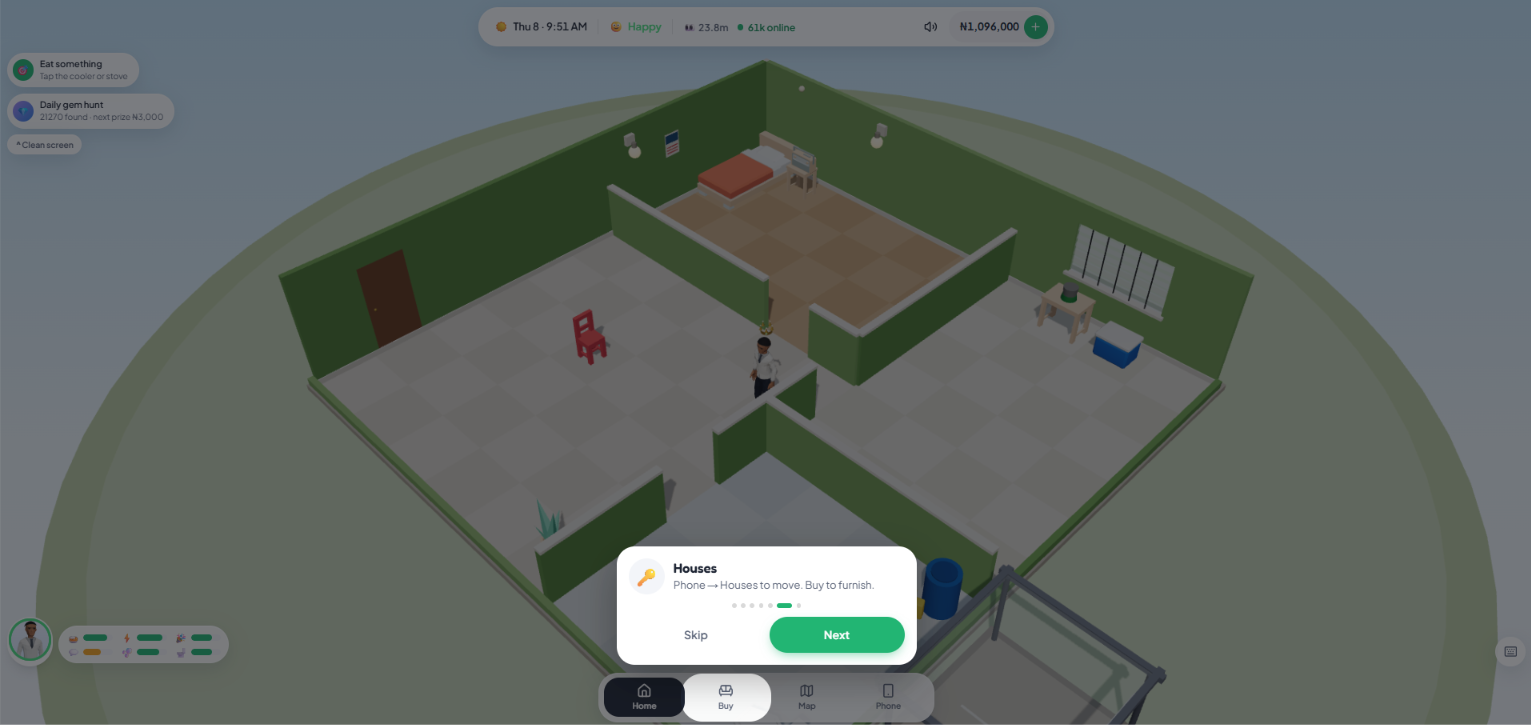 Thu 8 · 9:51 AM
Happy
23.8m
61k online
₦1,096,000
Eat something
Tap the cooler or stove
Daily gem hunt
21270 found · next prize ₦3,000
^ Clean screen
Houses
Phone → Houses to move. Buy to furnish.
Skip
Next
Home
Buy
Map
Phone